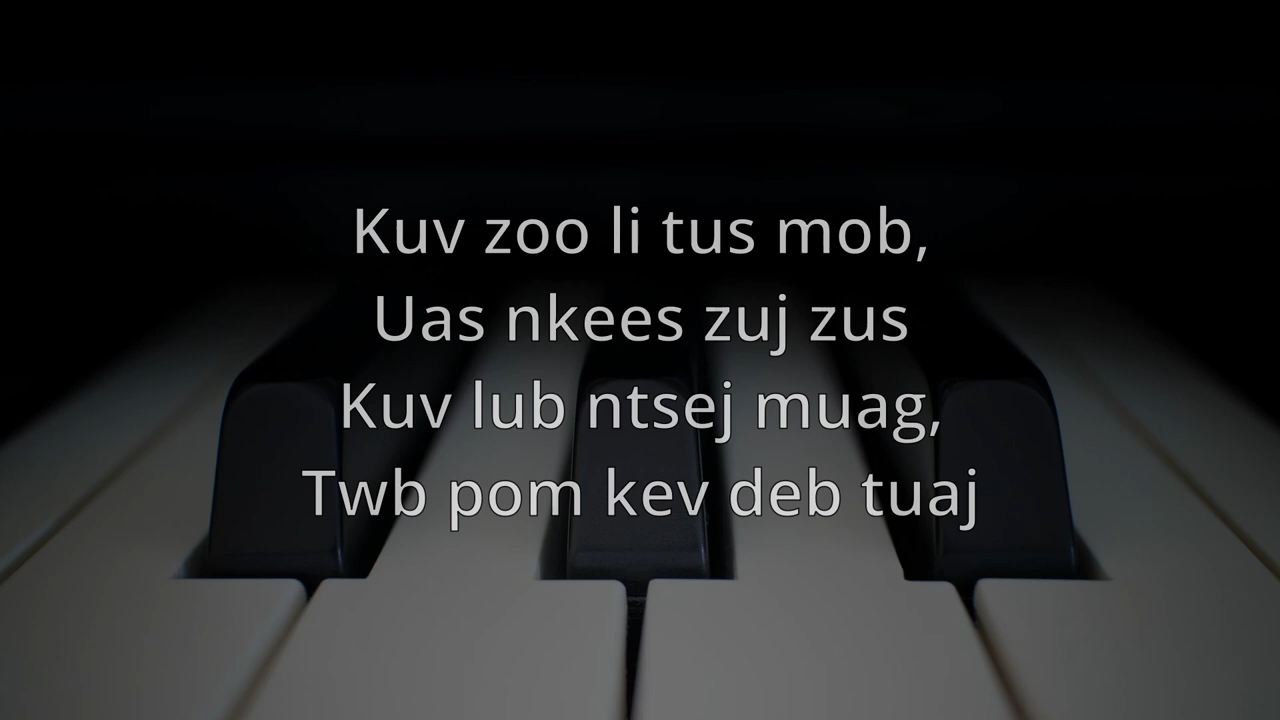 Kuv zoo li tus mob,
Uas nkees zuj zus
Kuv lub ntsej muag,
Twb pom kev deb tuaj